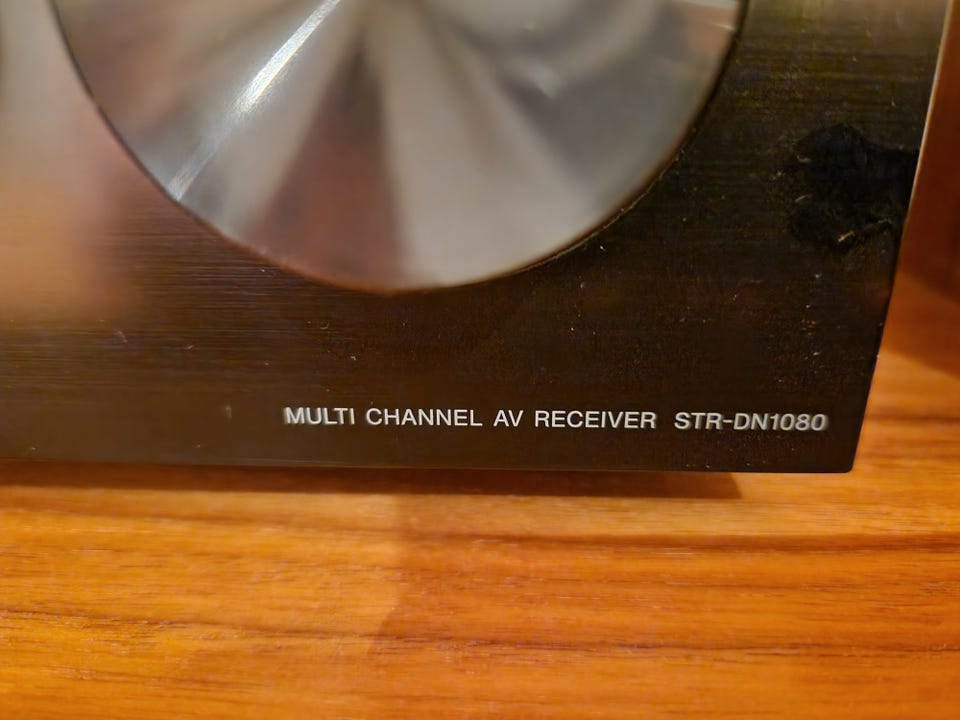 MULTI CHANNEL AV RECEIVER STR-DN1080